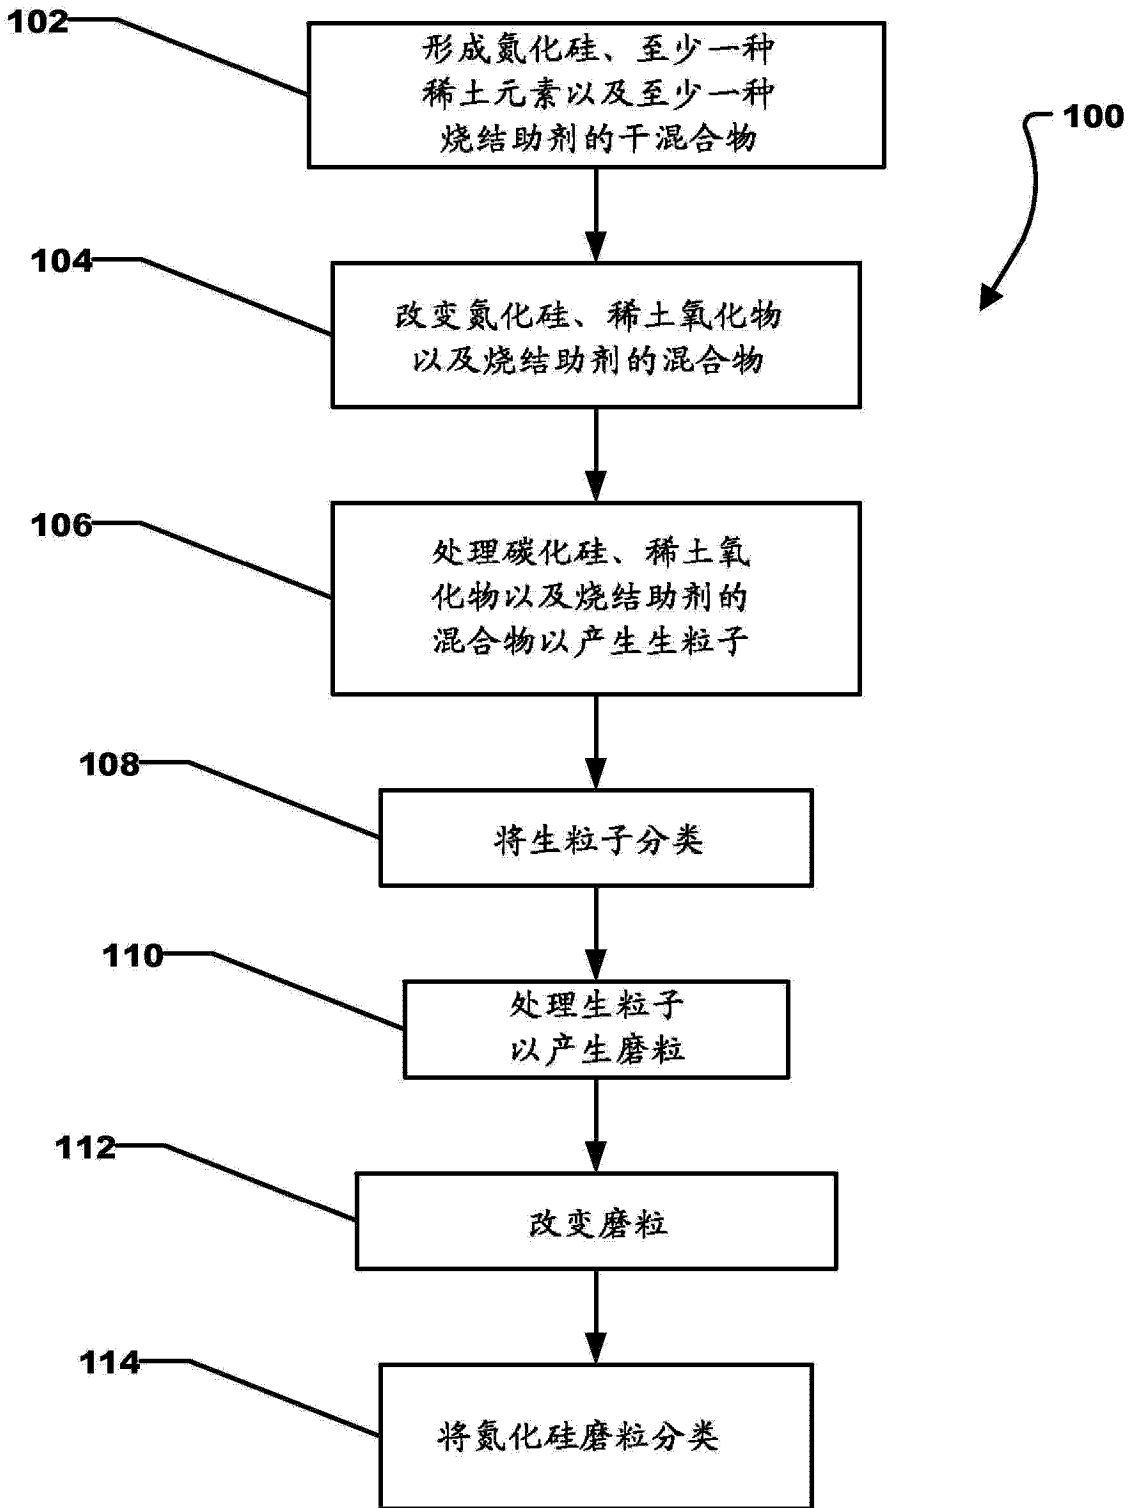 102
形成氮化硅、至少一种
稀土元素以及至少一种
烧结助剂的干混合物
100
104
改变氮化硅、稀土氧化物
以及烧结助剂的混合物
106
处理碳化硅、稀土氧
化物以及烧结助剂的
混合物以产生生粒子
108
将生粒子分类
110
处理生粒子
以产生磨粒
112
改变磨粒
114
将氮化硅磨粒分类